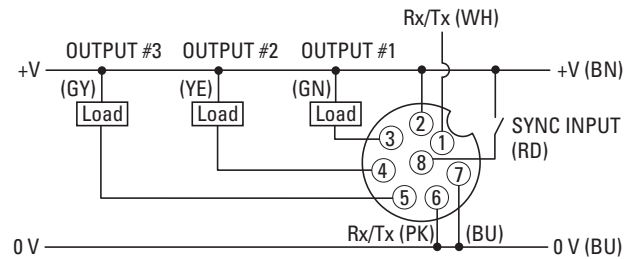 Rx/Tx (WH)
OUTPUT #3 OUTPUT #2 OUTPUT #1
+V +V (BN)
(GY) (YE) (GN)
Load Load Load
2
3 1 SYNC INPUT
8 (RD)
4 7
5 6
Rx/Tx (PK) (BU)
0 V 0 V (BU)